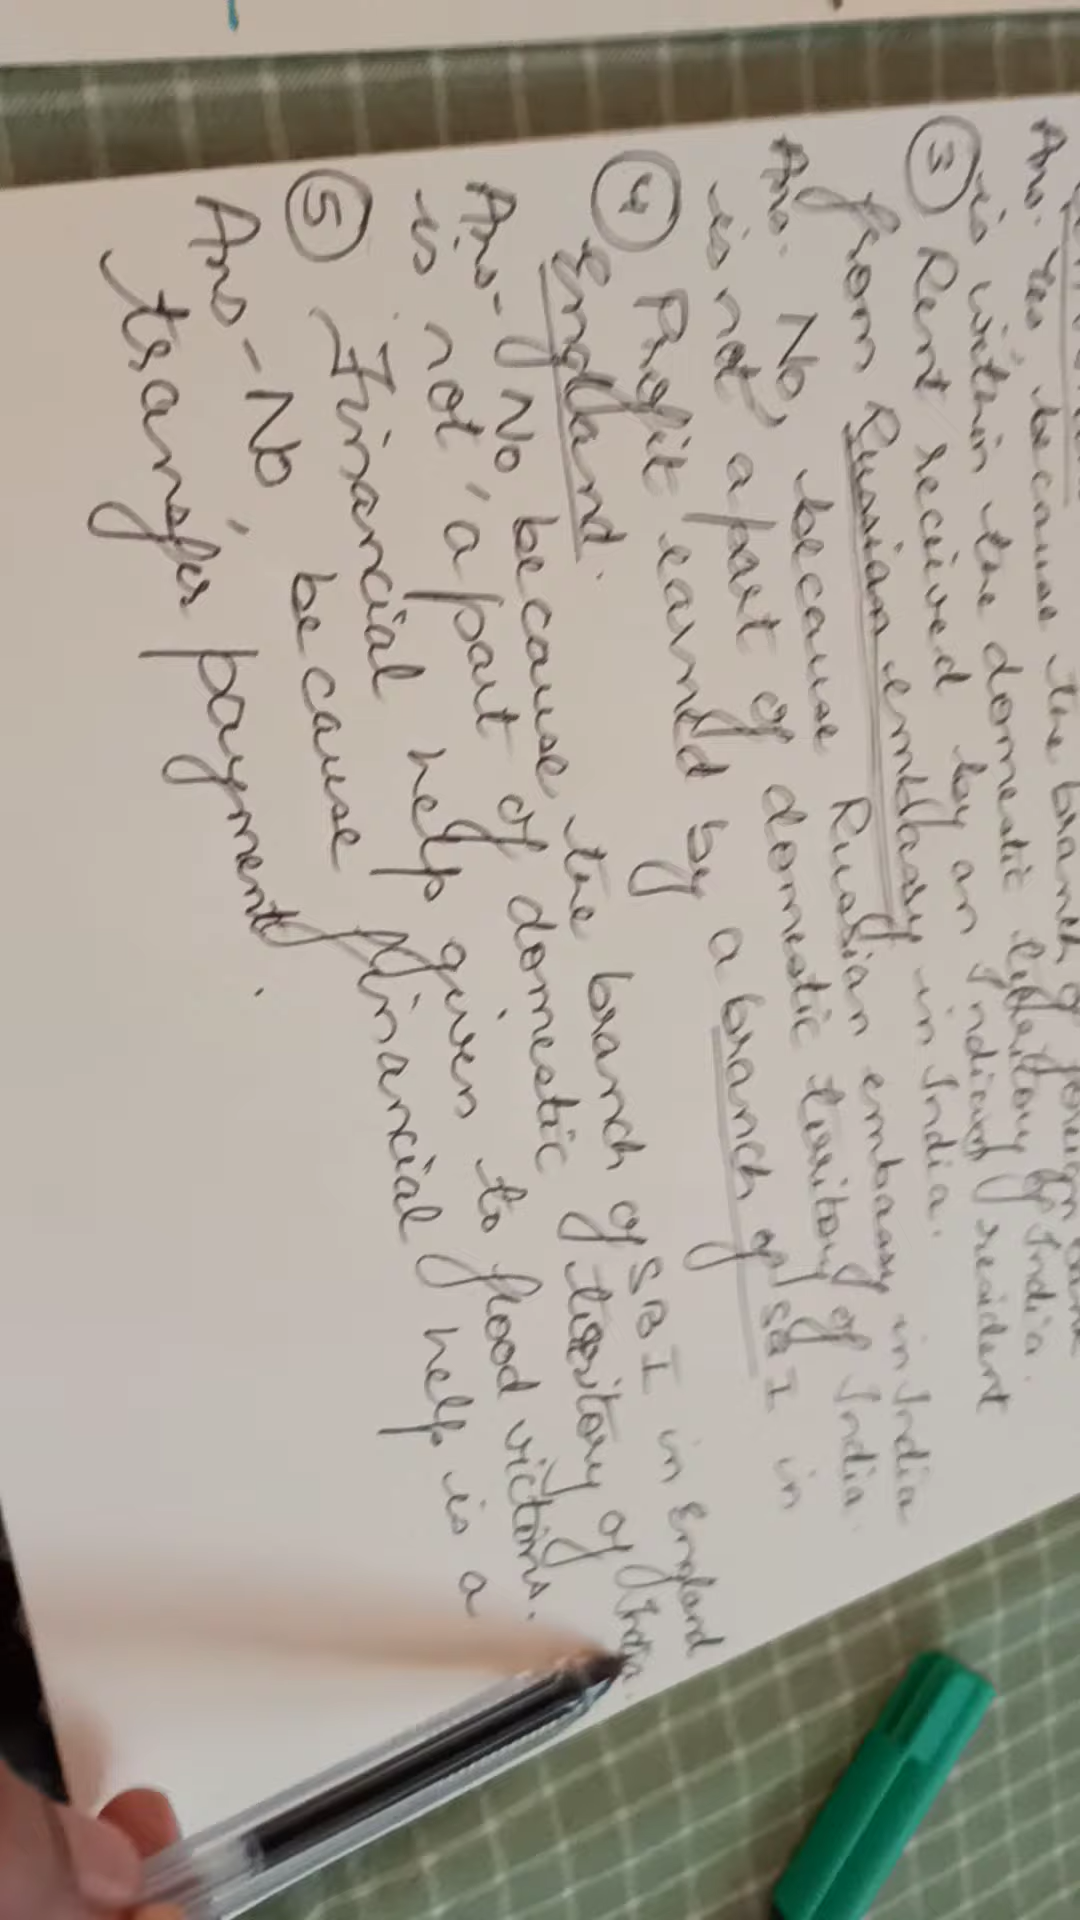 Ans. Yes, because the branch of foreign bank
is within the domestic territory of India.
③ Rent received by an Indian resident
from Russian embassy in India.
Ans. No, because Russian embassy in India
is not a part of domestic territory of India.
④ Profit earned by a branch of SBI in
England.
Ans- No because the branch of SBI in England
is not, a part of domestic territory of India.
⑤ Financial help given to flood victims.
Ans- No, because financial help is a
transfer payment.